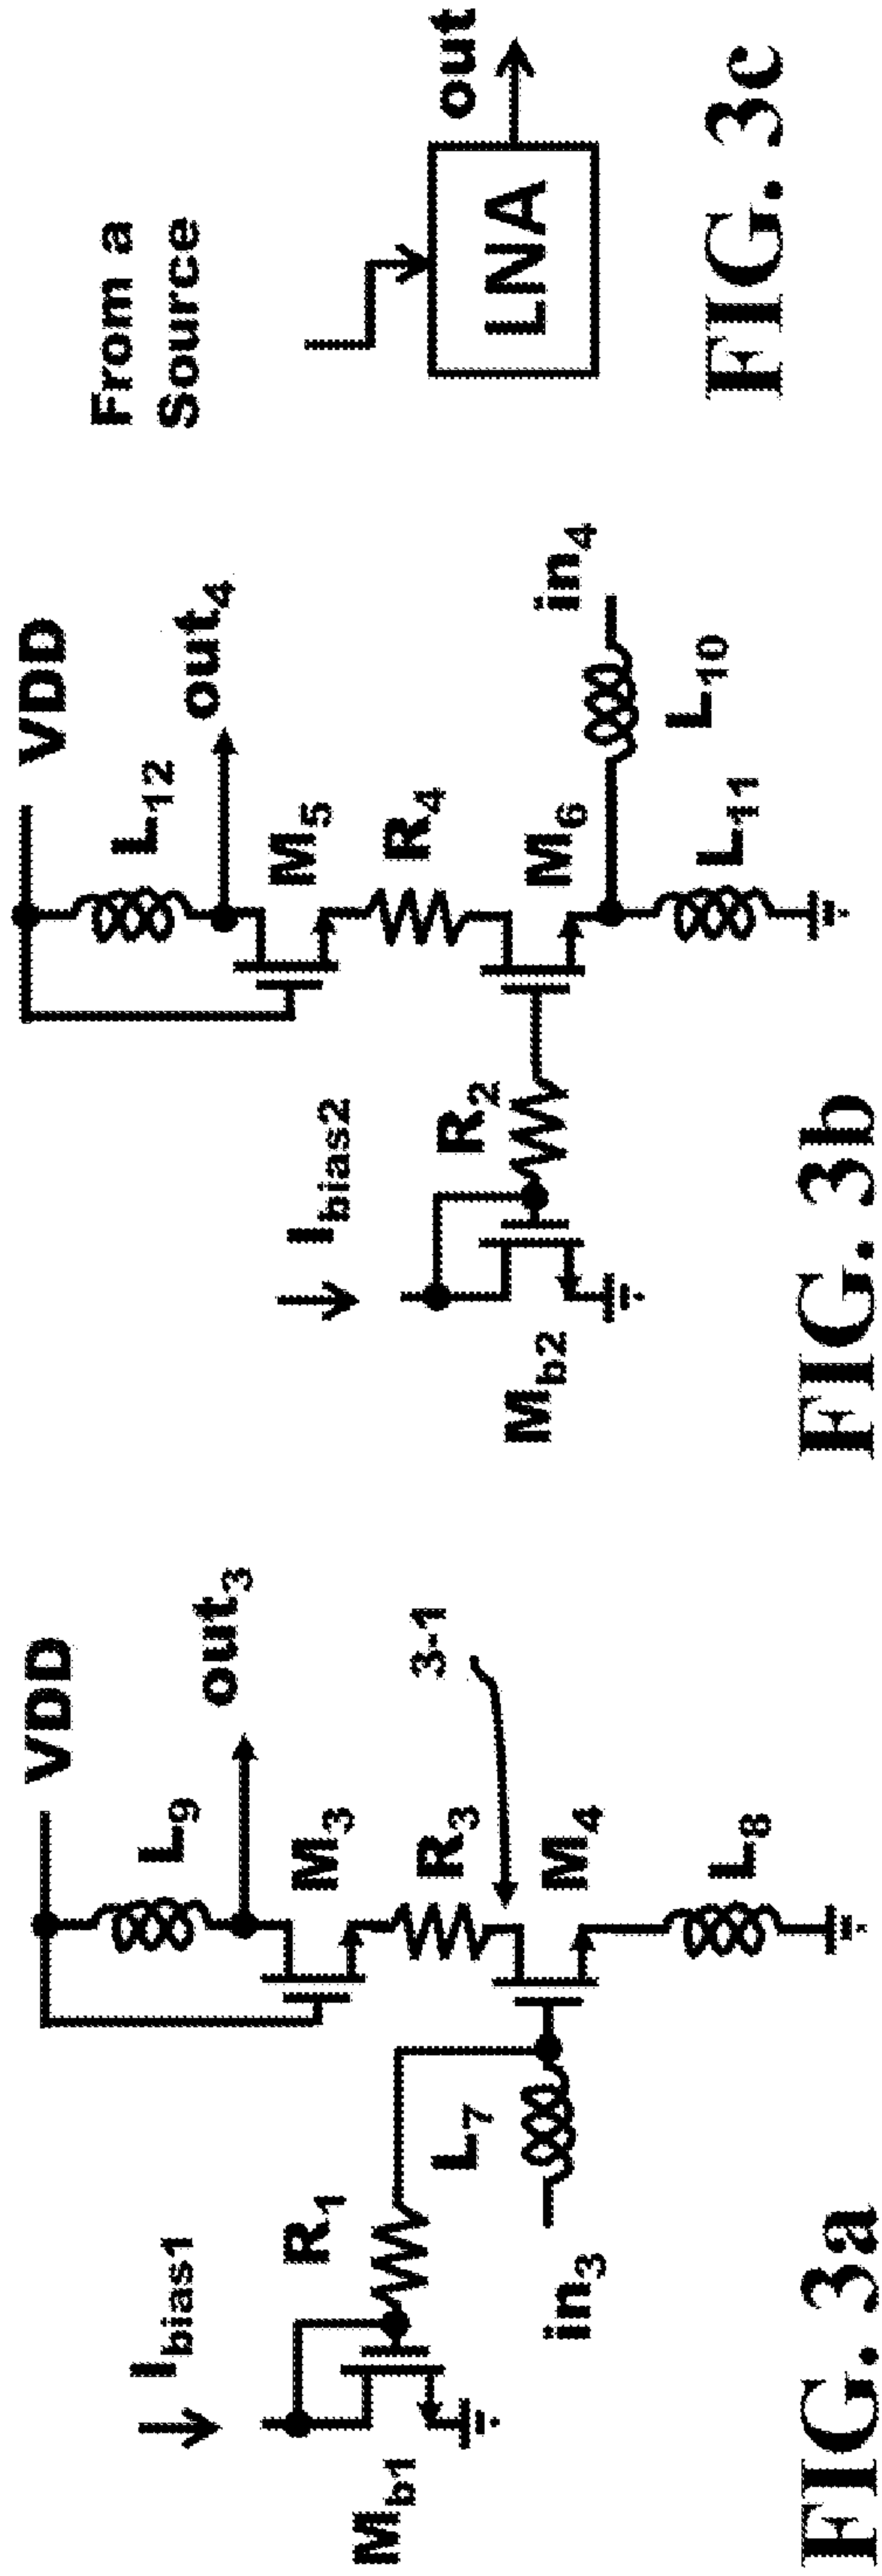 I_bias1
M_b1
R_1
in_3
L_7
VDD
L_9
out_3
M_3
R_3
3-1
M_4
L_8
FIG. 3a
I_bias2
M_b2
R_2
VDD
L_12
out_4
M_5
R_4
M_6
in_4
L_10
L_11
FIG. 3b
From a
Source
LNA
out
FIG. 3c